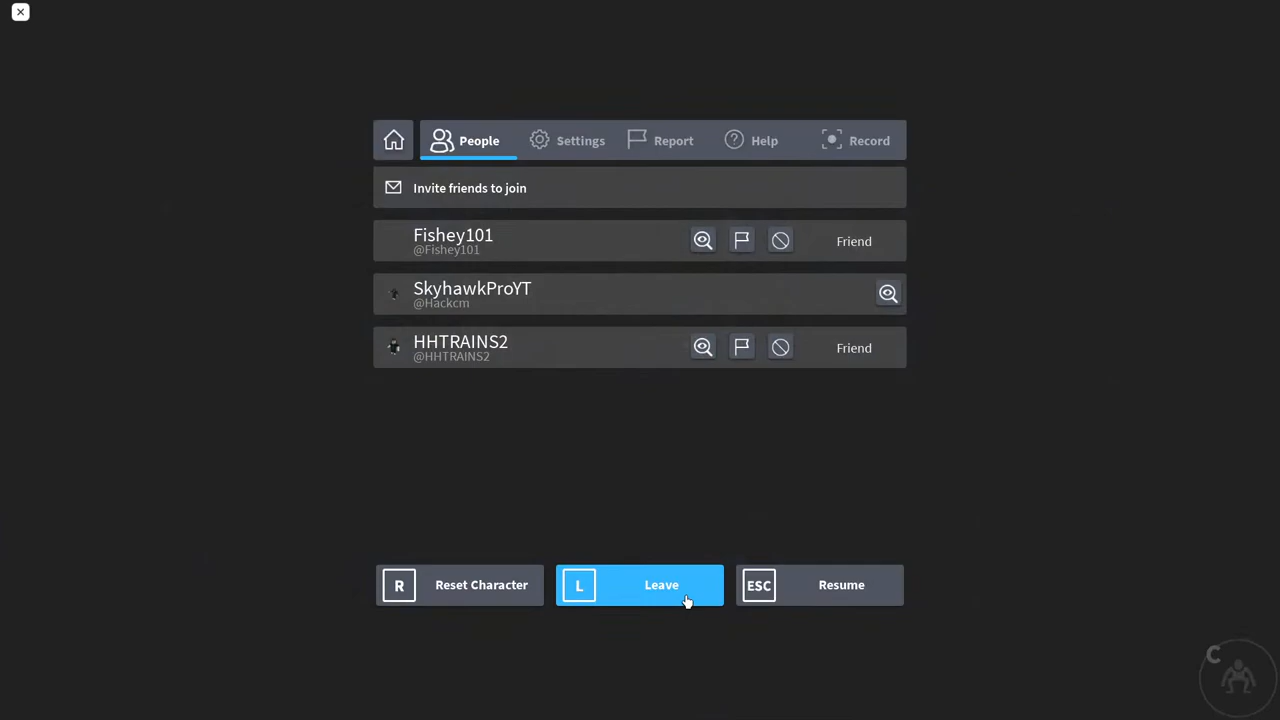 People
Settings
Report
Help
Record
Invite friends to join
Fishey101
@Fishey101
Friend
SkyhawkProYT
@Hackcm
HHTRAINS2
@HHTRAINS2
Friend
R Reset Character
L Leave
ESC Resume
C